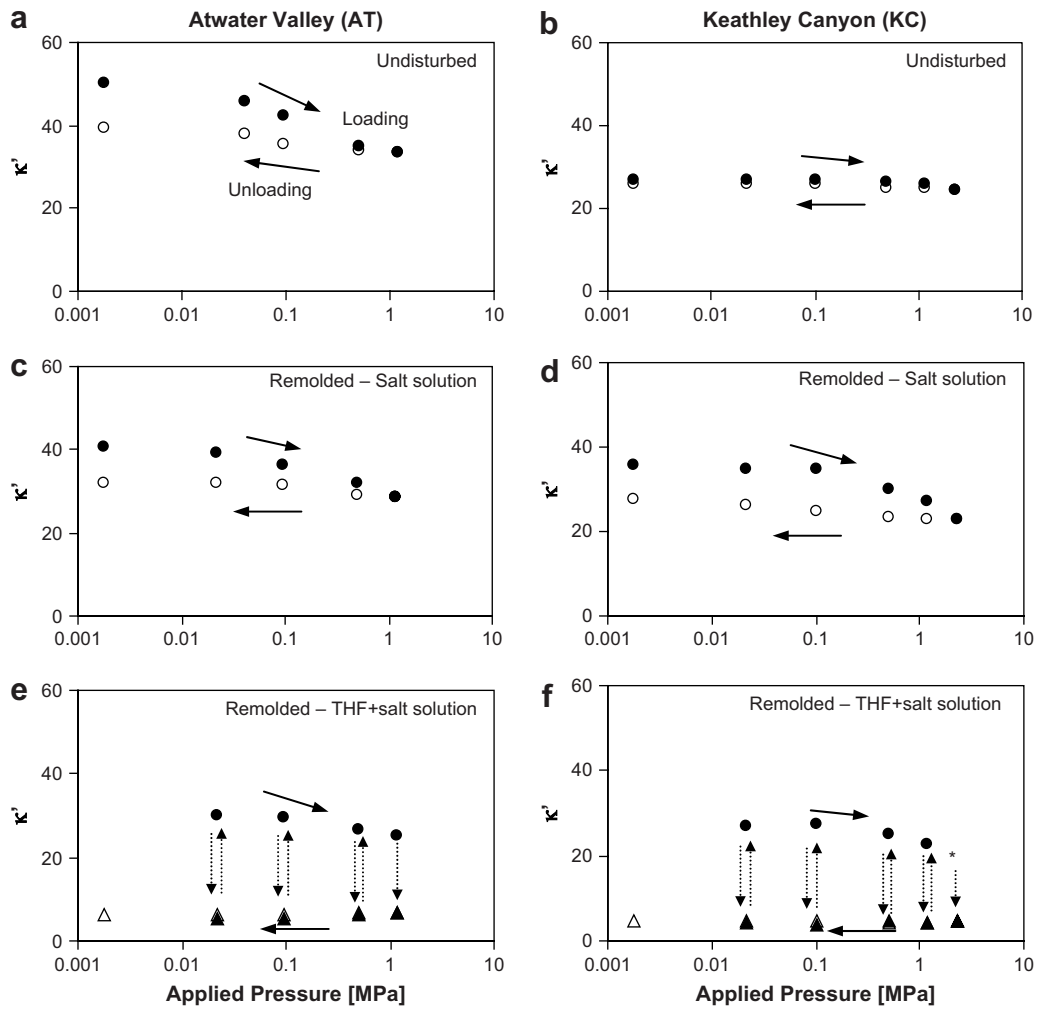 a
Atwater Valley (AT)
60
Undisturbed
40
κ'
Loading
Unloading
20
0
0.001
0.01
0.1
1
10
b
Keathley Canyon (KC)
60
Undisturbed
40
κ'
20
0
0.001
0.01
0.1
1
10
c
60
Remolded – Salt solution
40
κ'
20
0
0.001
0.01
0.1
1
10
d
60
Remolded – Salt solution
40
κ'
20
0
0.001
0.01
0.1
1
10
e
60
Remolded – THF+salt solution
40
κ'
20
0
0.001
0.01
0.1
1
10
Applied Pressure [MPa]
f
60
Remolded – THF+salt solution
40
κ'
20
*
0
0.001
0.01
0.1
1
10
Applied Pressure [MPa]